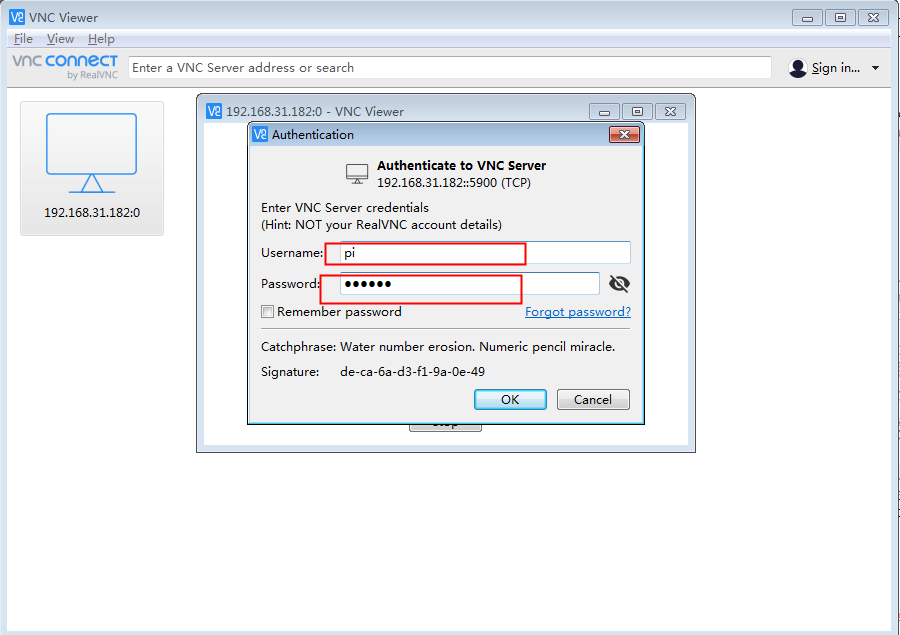 VNC Viewer
File View Help
VNC CONNECT
by RealVNC
Enter a VNC Server address or search
Sign in...
192.168.31.182:0
192.168.31.182:0 - VNC Viewer
Authentication
Authenticate to VNC Server
192.168.31.182::5900 (TCP)
Enter VNC Server credentials
(Hint: NOT your RealVNC account details)
Username: pi
Password: ●●●●●●
Remember password Forgot password?
Catchphrase: Water number erosion. Numeric pencil miracle.
Signature: de-ca-6a-d3-f1-9a-0e-49
OK Cancel
Stop